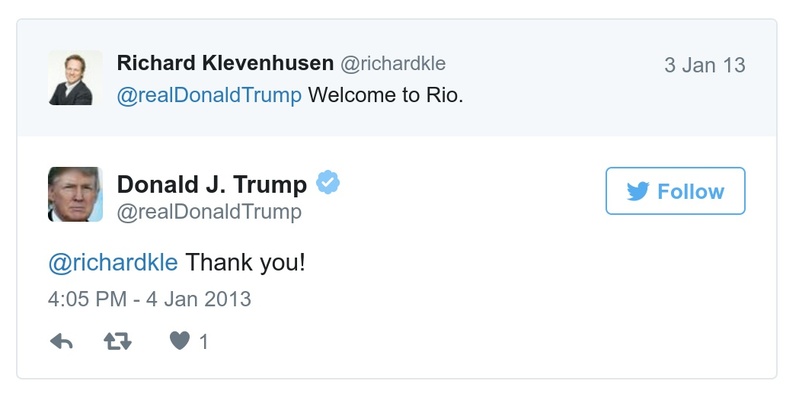 Richard Klevenhusen @richardkle 3 Jan 13
@realDonaldTrump Welcome to Rio.
Donald J. Trump
@realDonaldTrump
Follow
@richardkle Thank you!
4:05 PM - 4 Jan 2013
1